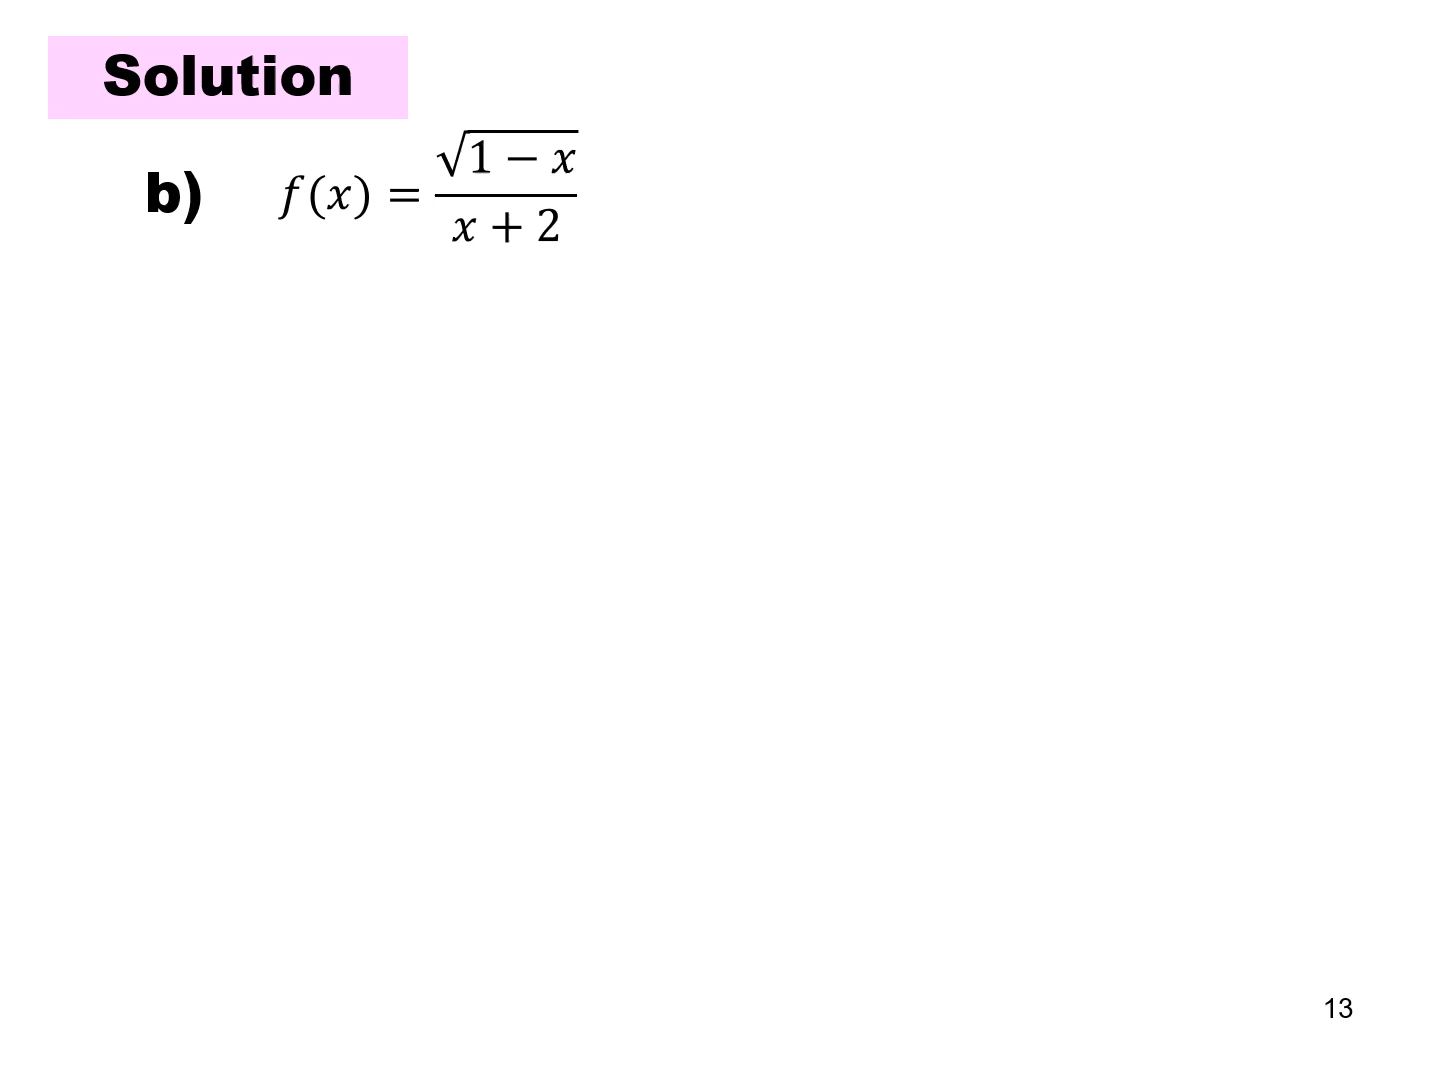 Solution
b) f(x) = √(1 − x) / (x + 2)
13